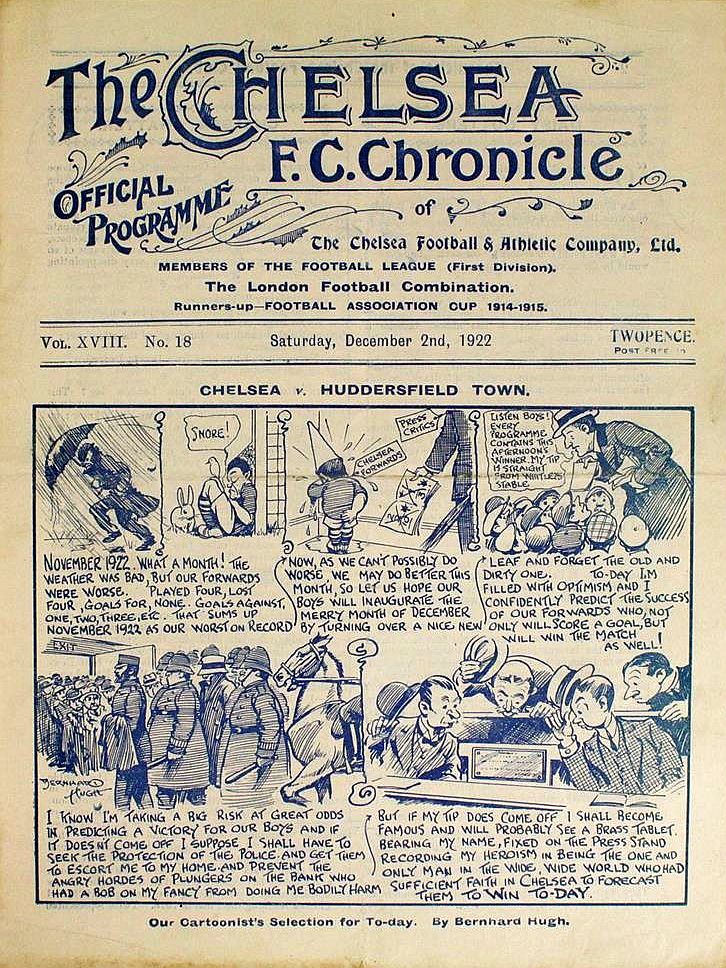 The CHELSEA
F.C. Chronicle
OFFICIAL
PROGRAMME
of
The Chelsea Football & Athletic Company, Ltd.
MEMBERS OF THE FOOTBALL LEAGUE (First Division).
The London Football Combination.
Runners-up—FOOTBALL ASSOCIATION CUP 1914-1915.
VOL. XVIII. No. 18
Saturday, December 2nd, 1922
TWOPENCE.
POST FREE
CHELSEA v. HUDDERSFIELD TOWN.
SNORE!
CHELSEA
FORWARDS
PRESS
CRITICS
LISTEN BOYS!
EVERY
PROGRAMME
CONTAINS THIS
AFTERNOONS
WINNER. MY TIP
IS STRAIGHT
FROM WHITLEYS
STABLE
NOVEMBER 1922. WHAT A MONTH! THE
WEATHER WAS BAD, BUT OUR FORWARDS
WERE WORSE. PLAYED FOUR, LOST
FOUR, GOALS FOR, NONE. GOALS AGAINST,
ONE, TWO, THREE, ETC. THAT SUMS UP
NOVEMBER 1922 AS OUR WORST ON RECORD
NOW, AS WE CAN'T POSSIBLY DO
WORSE WE MAY DO BETTER THIS
MONTH, SO LET US HOPE OUR
BOYS WILL INAUGURATE THE
MERRY MONTH OF DECEMBER
BY TURNING OVER A NICE NEW
LEAF AND FORGET THE OLD AND
DIRTY ONE. TO-DAY I'M
FILLED WITH OPTIMISM AND I
CONFIDENTLY PREDICT THE SUCCESS
OF OUR FORWARDS WHO, NOT
ONLY WILL SCORE A GOAL, BUT
WILL WIN THE MATCH
AS WELL!
EXIT
BERNHARD
HUGH
I KNOW I'M TAKING A BIG RISK AT GREAT ODDS
IN PREDICTING A VICTORY FOR OUR BOYS AND IF
IT DOESN'T COME OFF I SUPPOSE I SHALL HAVE TO
SEEK THE PROTECTION OF THE POLICE AND GET THEM
TO ESCORT ME TO MY HOME, AND PREVENT THE
ANGRY HORDES OF PLUNGERS ON THE BANK WHO
HAD A BOB ON MY FANCY FROM DOING ME BODILY HARM
BUT IF MY TIP DOES COME OFF I SHALL BECOME
FAMOUS AND WILL PROBABLY SEE A BRASS TABLET.
BEARING MY NAME, FIXED ON THE PRESS STAND
RECORDING MY HEROISM IN BEING THE ONE AND
ONLY MAN IN THE WIDE, WIDE WORLD WHO HAD
SUFFICIENT FAITH IN CHELSEA TO FORECAST
THEM TO WIN TO-DAY.
Our Cartoonist's Selection for To-day. By Bernhard Hugh.